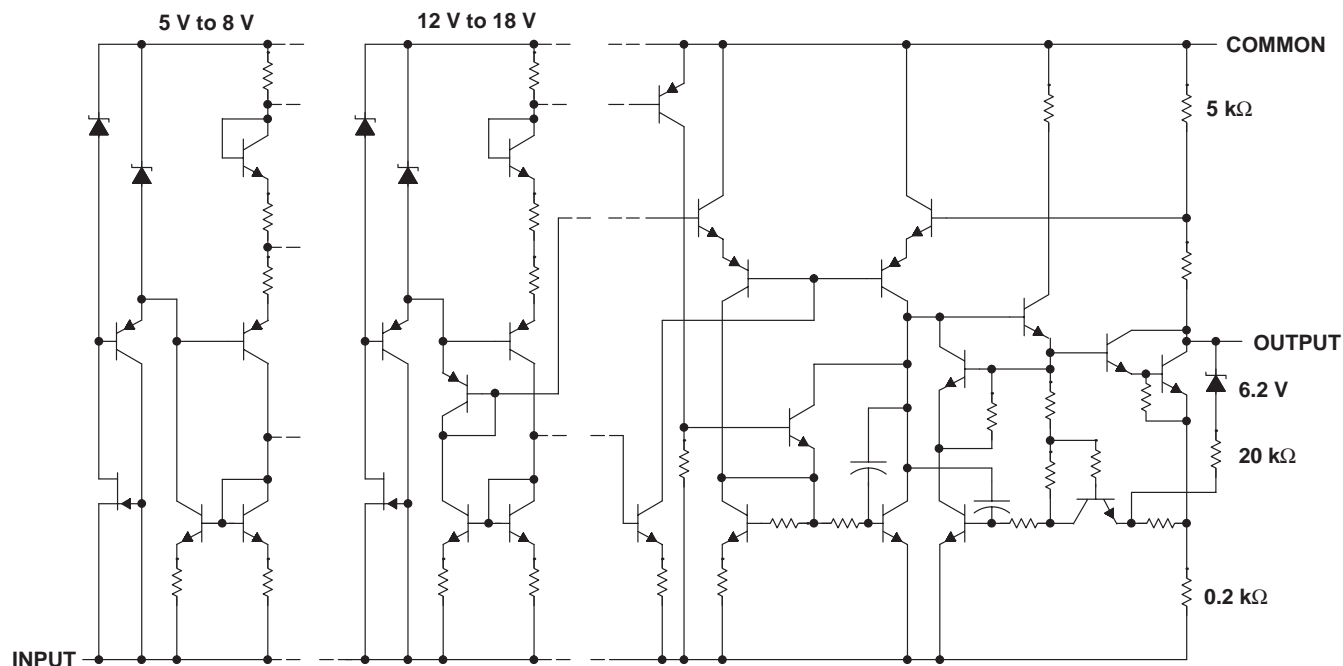 5 V to 8 V
12 V to 18 V
COMMON
5 kΩ
OUTPUT
6.2 V
20 kΩ
0.2 kΩ
INPUT